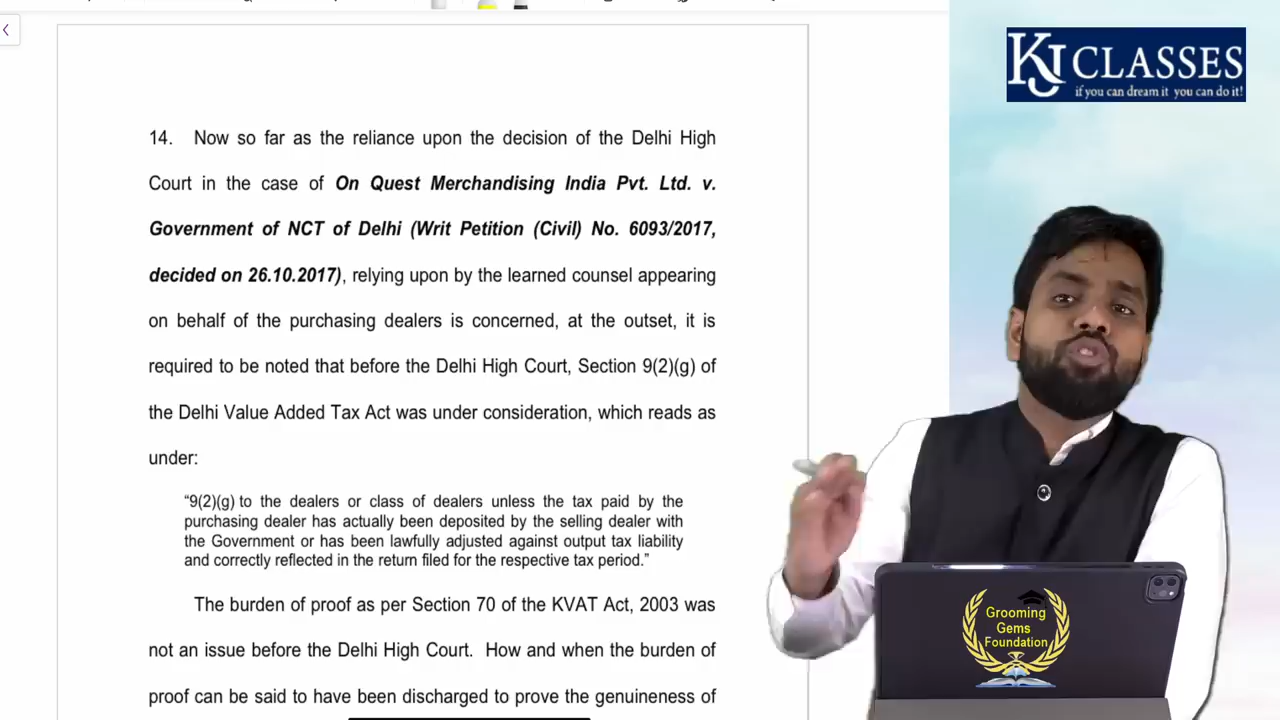 KJ CLASSES
if you can dream it you can do it!
14. Now so far as the reliance upon the decision of the Delhi High
Court in the case of On Quest Merchandising India Pvt. Ltd. v.
Government of NCT of Delhi (Writ Petition (Civil) No. 6093/2017,
decided on 26.10.2017), relying upon by the learned counsel appearing
on behalf of the purchasing dealers is concerned, at the outset, it is
required to be noted that before the Delhi High Court, Section 9(2)(g) of
the Delhi Value Added Tax Act was under consideration, which reads as
under:
“9(2)(g) to the dealers or class of dealers unless the tax paid by the
purchasing dealer has actually been deposited by the selling dealer with
the Government or has been lawfully adjusted against output tax liability
and correctly reflected in the return filed for the respective tax period.”
The burden of proof as per Section 70 of the KVAT Act, 2003 was
not an issue before the Delhi High Court. How and when the burden of
proof can be said to have been discharged to prove the genuineness of
Grooming
Gems
Foundation